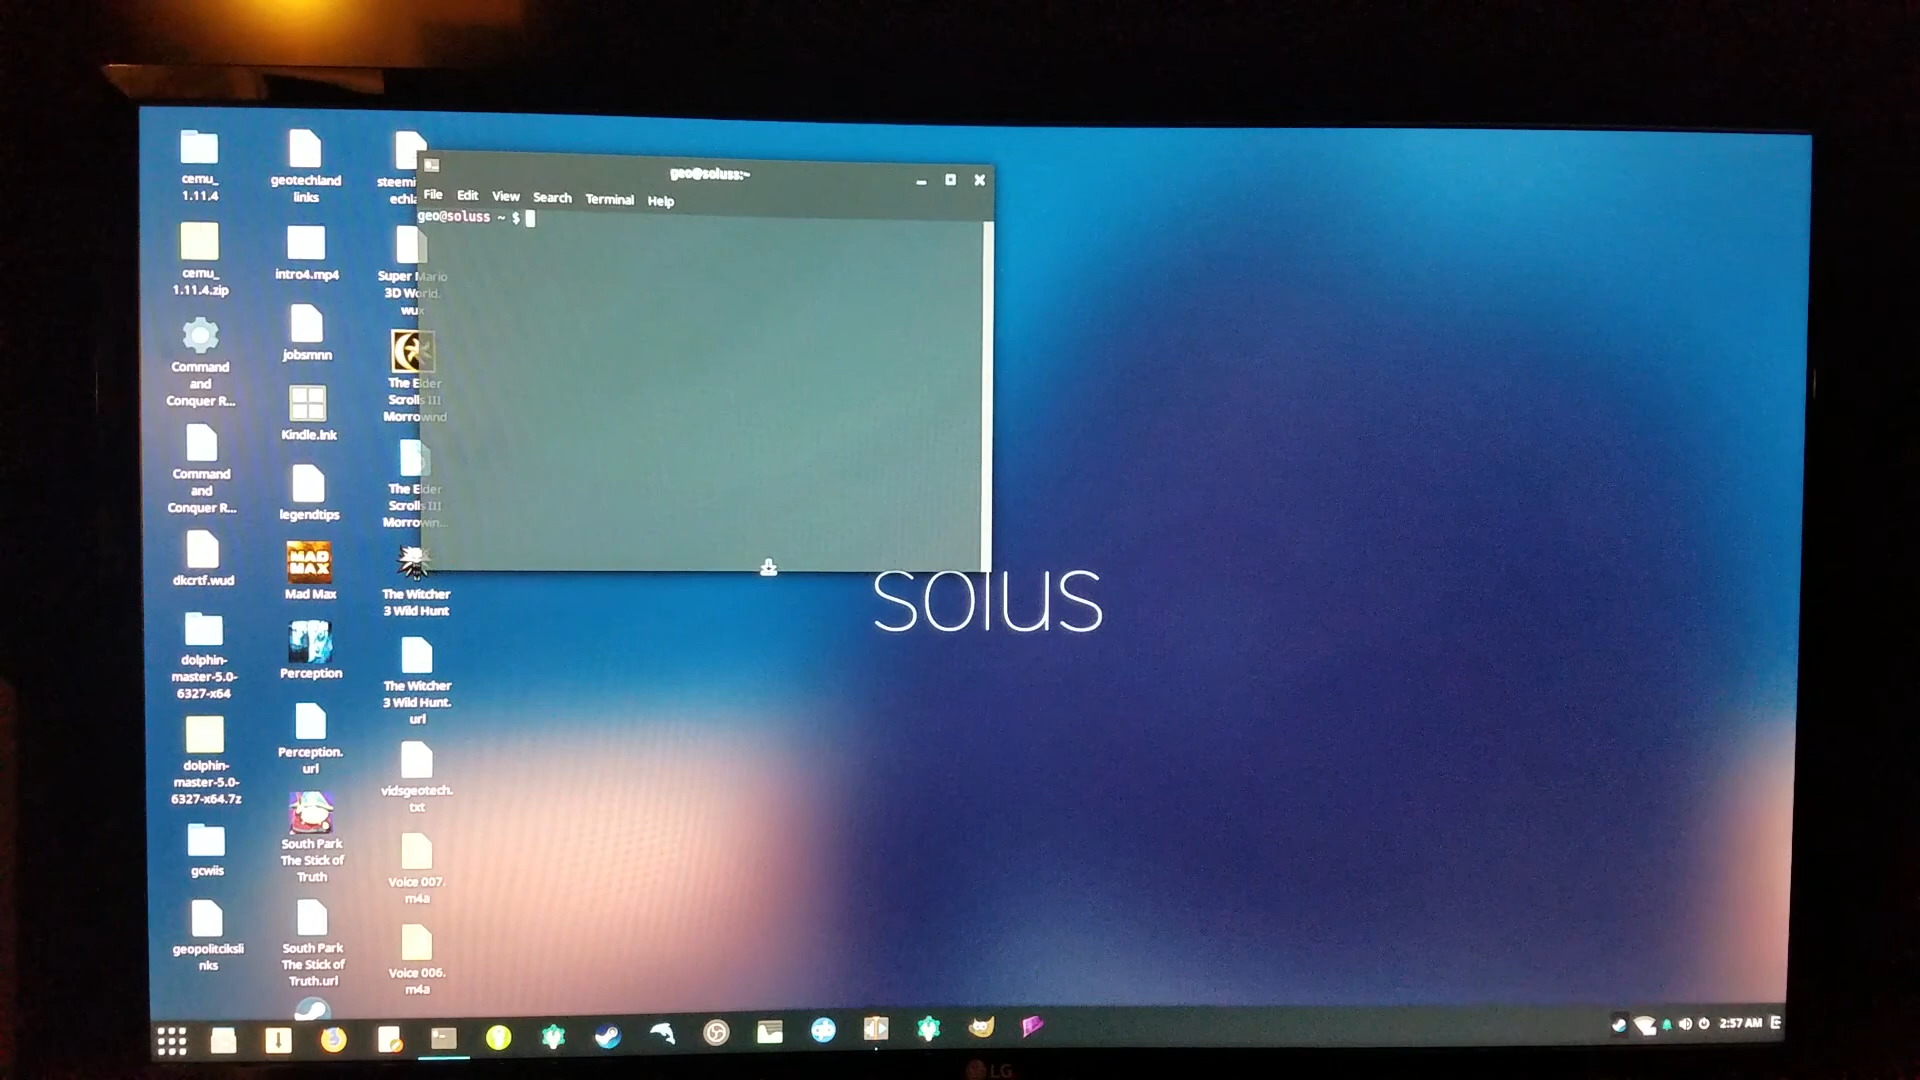 cemu_
1.11.4
cemu_
1.11.4.zip
Command
and
Conquer R...
Command
and
Conquer R...
dkcrtf.wud
dolphin-
master-5.0-
6327-x64
dolphin-
master-5.0-
6327-x64.7z
gcwiis
geopolitciksli
nks
geotechland
links
intro4.mp4
jobsmnn
Kindle.lnk
legendtips
MAD
MAX
Mad Max
Perception
Perception.
url
South Park
The Stick of
Truth
South Park
The Stick of
Truth.url
Super Mario
3D World.
wux
The Elder
Scrolls III
Morrowind
The Elder
Scrolls III
Morrowin...
The Witcher
3 Wild Hunt
The Witcher
3 Wild Hunt.
url
vidsgeotech.
txt
Voice 007.
m4a
Voice 006.
m4a
geo@soluss:~
File Edit View Search Terminal Help
geo@soluss ~ $
solus
2:57 AM
LG